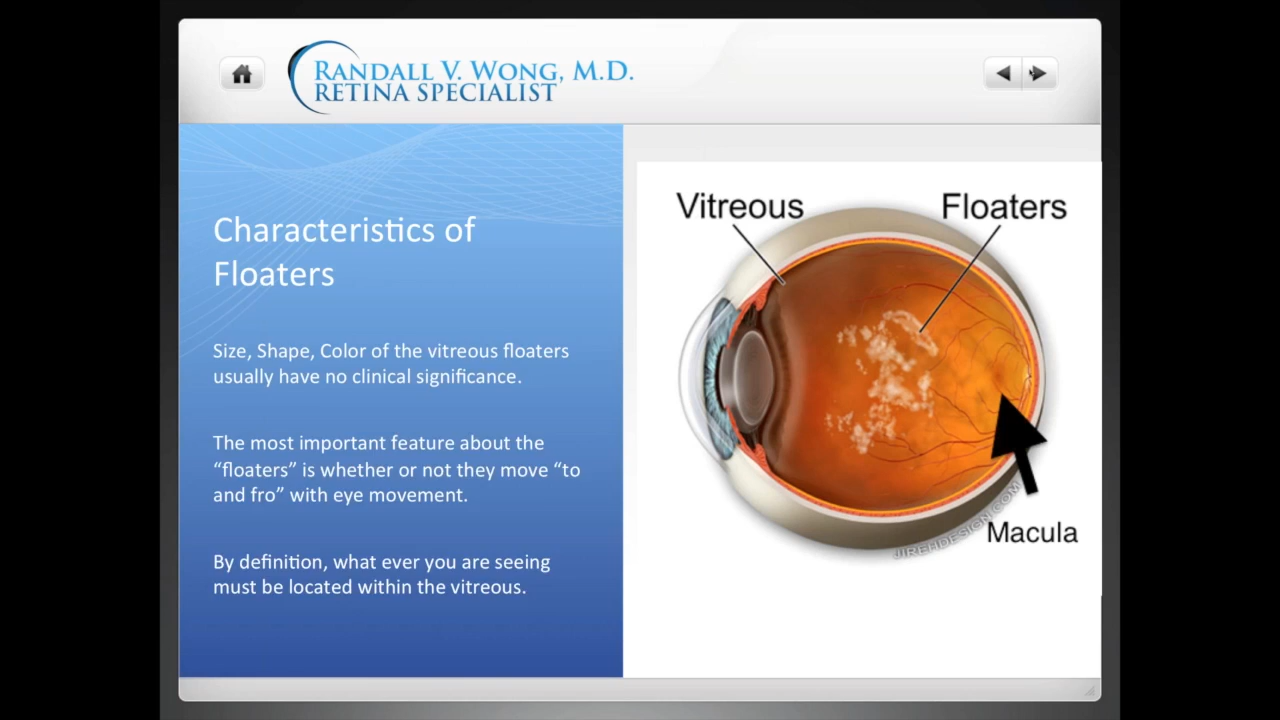 RANDALL V. WONG, M.D.
RETINA SPECIALIST
Characteristics of
Floaters
Size, Shape, Color of the vitreous floaters
usually have no clinical significance.
The most important feature about the
“floaters” is whether or not they move “to
and fro” with eye movement.
By definition, what ever you are seeing
must be located within the vitreous.
Vitreous
Floaters
Macula
JIREHDESIGN.COM